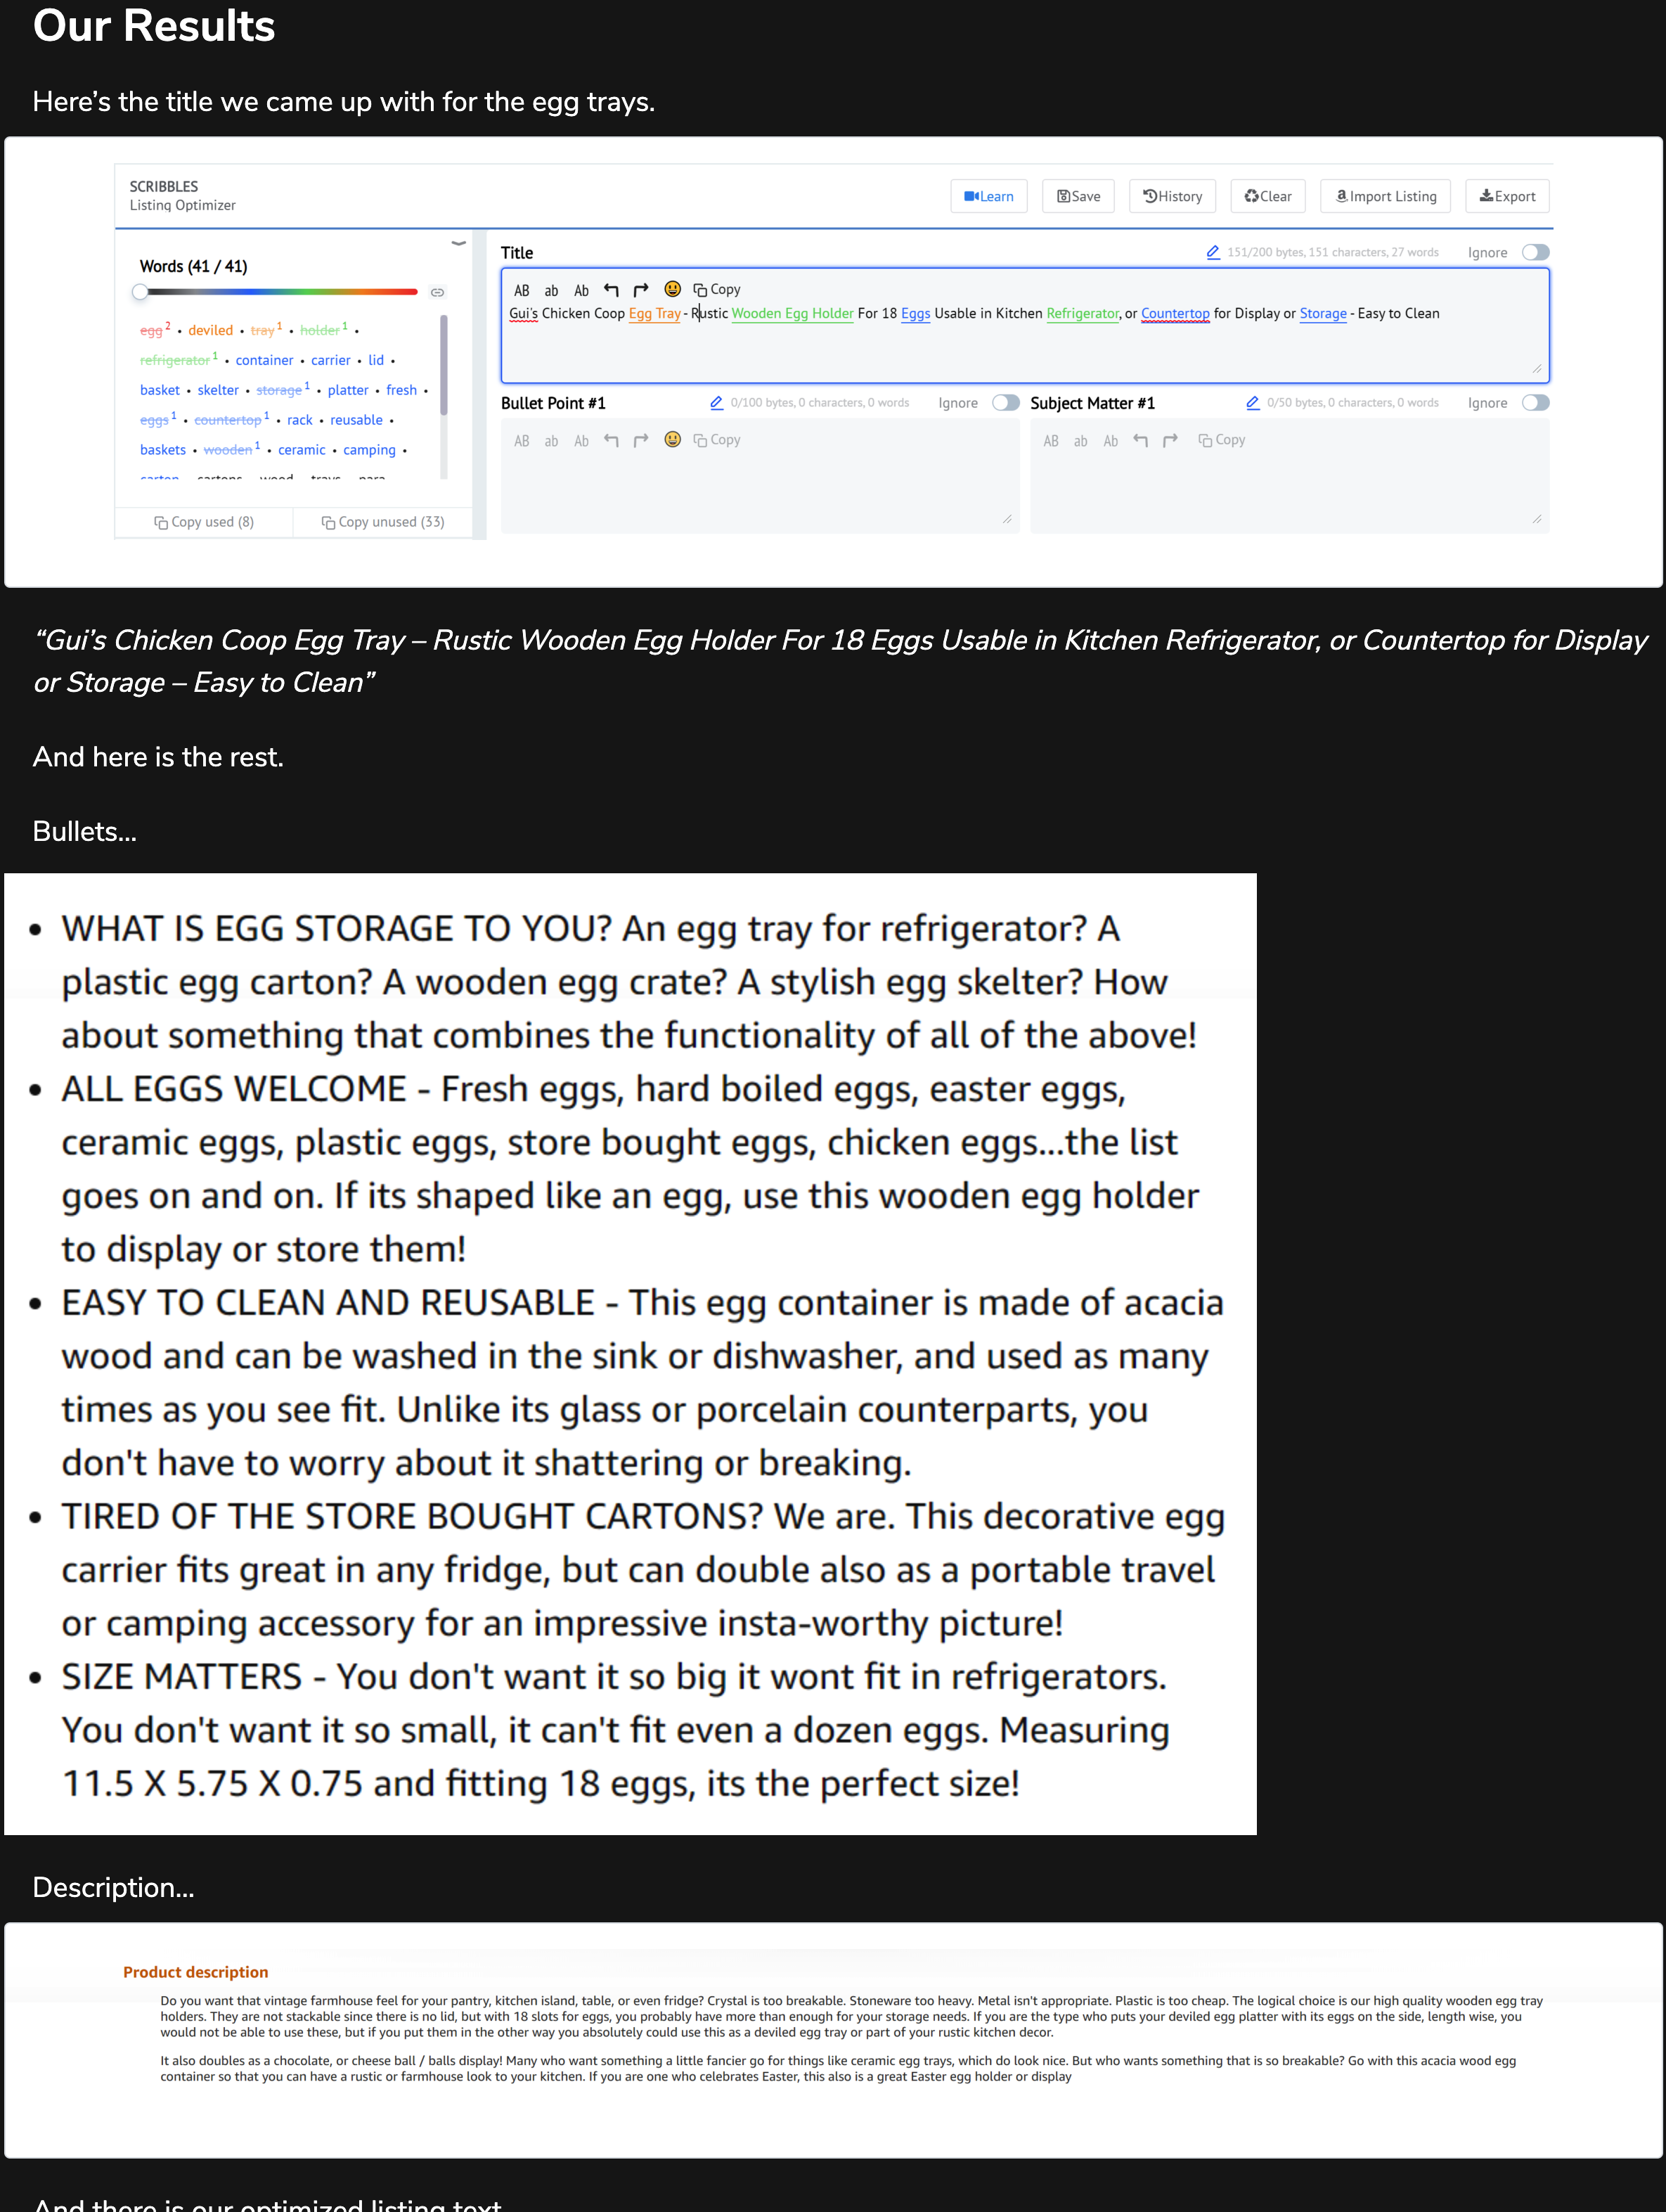 Our Results
Here’s the title we came up with for the egg trays.
SCRIBBLES
Listing Optimizer
Learn Save History Clear Import Listing Export
Words (41 / 41)
egg 2 • deviled • tray 1 • holder 1 •
refrigerator 1 • container • carrier • lid •
basket • skelter • storage 1 • platter • fresh •
eggs 1 • countertop 1 • rack • reusable •
baskets • wooden 1 • ceramic • camping •
carton cartons wood trays para
Copy used (8) Copy unused (33)
Title 151/200 bytes, 151 characters, 27 words Ignore
AB ab Ab Copy
Gui's Chicken Coop Egg Tray - Rustic Wooden Egg Holder For 18 Eggs Usable in Kitchen Refrigerator, or Countertop for Display or Storage - Easy to Clean
Bullet Point #1 0/100 bytes, 0 characters, 0 words Ignore
AB ab Ab Copy
Subject Matter #1 0/50 bytes, 0 characters, 0 words Ignore
AB ab Ab Copy
“Gui’s Chicken Coop Egg Tray – Rustic Wooden Egg Holder For 18 Eggs Usable in Kitchen Refrigerator, or Countertop for Display
or Storage – Easy to Clean”
And here is the rest.
Bullets…
• WHAT IS EGG STORAGE TO YOU? An egg tray for refrigerator? A
plastic egg carton? A wooden egg crate? A stylish egg skelter? How
about something that combines the functionality of all of the above!
• ALL EGGS WELCOME - Fresh eggs, hard boiled eggs, easter eggs,
ceramic eggs, plastic eggs, store bought eggs, chicken eggs...the list
goes on and on. If its shaped like an egg, use this wooden egg holder
to display or store them!
• EASY TO CLEAN AND REUSABLE - This egg container is made of acacia
wood and can be washed in the sink or dishwasher, and used as many
times as you see fit. Unlike its glass or porcelain counterparts, you
don't have to worry about it shattering or breaking.
• TIRED OF THE STORE BOUGHT CARTONS? We are. This decorative egg
carrier fits great in any fridge, but can double also as a portable travel
or camping accessory for an impressive insta-worthy picture!
• SIZE MATTERS - You don't want it so big it wont fit in refrigerators.
You don't want it so small, it can't fit even a dozen eggs. Measuring
11.5 X 5.75 X 0.75 and fitting 18 eggs, its the perfect size!
Description…
Product description
Do you want that vintage farmhouse feel for your pantry, kitchen island, table, or even fridge? Crystal is too breakable. Stoneware too heavy. Metal isn't appropriate. Plastic is too cheap. The logical choice is our high quality wooden egg tray
holders. They are not stackable since there is no lid, but with 18 slots for eggs, you probably have more than enough for your storage needs. If you are the type who puts your deviled egg platter with its eggs on the side, length wise, you
would not be able to use these, but if you put them in the other way you absolutely could use this as a deviled egg tray or part of your rustic kitchen decor.
It also doubles as a chocolate, or cheese ball / balls display! Many who want something a little fancier go for things like ceramic egg trays, which do look nice. But who wants something that is so breakable? Go with this acacia wood egg
container so that you can have a rustic or farmhouse look to your kitchen. If you are one who celebrates Easter, this also is a great Easter egg holder or display
And there is our optimized listing text